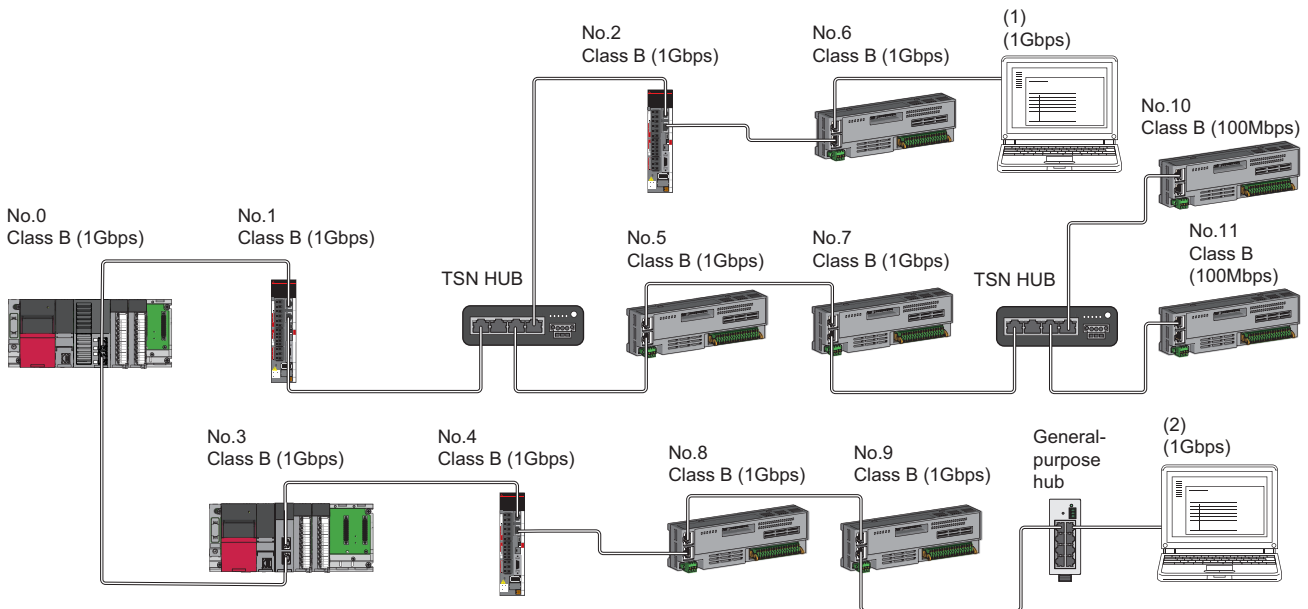 (1)
(1Gbps)
No.2
Class B (1Gbps)
No.6
Class B (1Gbps)
No.10
Class B (100Mbps)
No.0
Class B (1Gbps)
No.1
Class B (1Gbps)
TSN HUB
No.5
Class B (1Gbps)
No.7
Class B (1Gbps)
TSN HUB
No.11
Class B
(100Mbps)
No.3
Class B (1Gbps)
No.4
Class B (1Gbps)
No.8
Class B (1Gbps)
No.9
Class B (1Gbps)
General-
purpose
hub
(2)
(1Gbps)